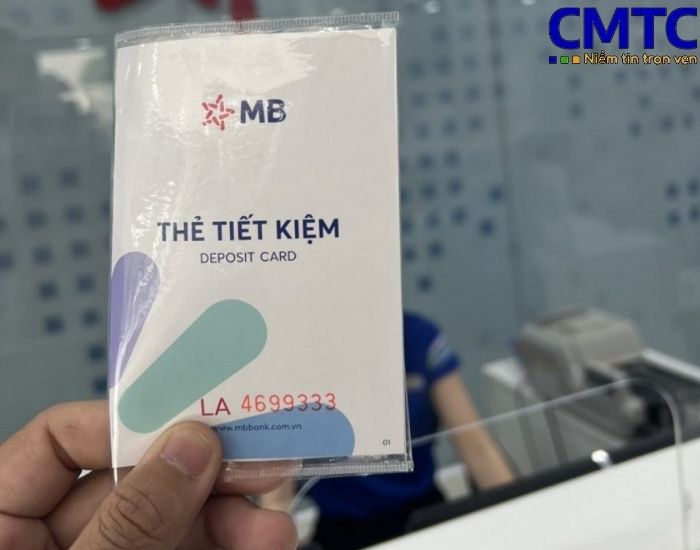 CMTC
Niềm tin trọn vẹn
MB
THẺ TIẾT KIỆM
DEPOSIT CARD
LA 4699333
www.mbbank.com.vn
01